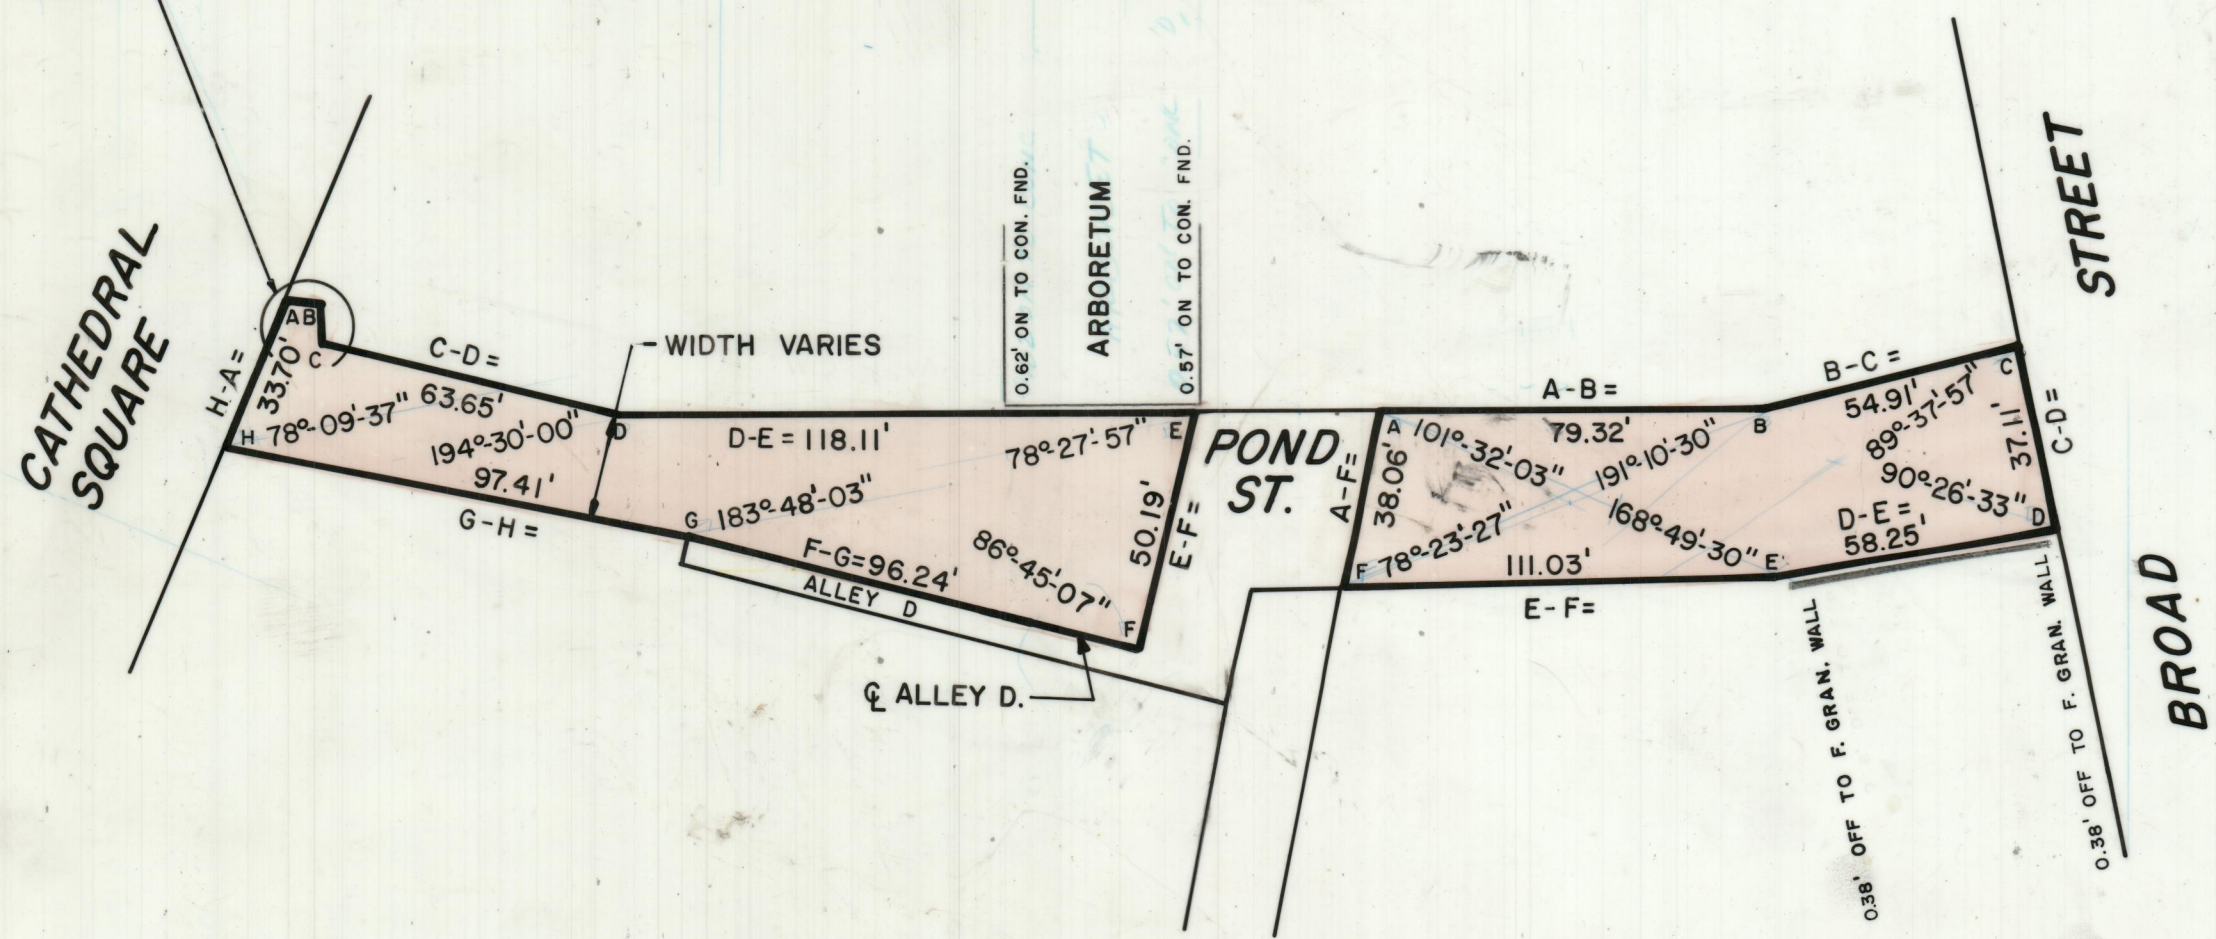 CATHEDRAL
SQUARE
H-A=
33.70'
A B
C
C-D=
63.65'
H 78°-09'-37"
194°-30'-00"
D
97.41'
G-H=
WIDTH VARIES
D-E=118.11'
78°-27'-57"
E
G 183°-48'-03"
86°-45'-07"
F
F-G=96.24'
ALLEY D
50.19'
E-F=
℄ ALLEY D.
0.62' ON TO CON. FND.
ARBORETUM
0.57' ON TO CON. FND.
POND
ST.
A-F=
38.06'
A-B=
79.32'
A 101°-32'-03"
191°-10'-30"
B
F 78°-23'-27"
168°-49'-30"
E
111.03'
E-F=
B-C=
54.91'
89°-37'-57"
C
90°-26'-33"
D
D-E=
58.25'
37.11'
C-D=
0.38' OFF TO F. GRAN. WALL
0.38' OFF TO F. GRAN. WALL
BROAD
STREET